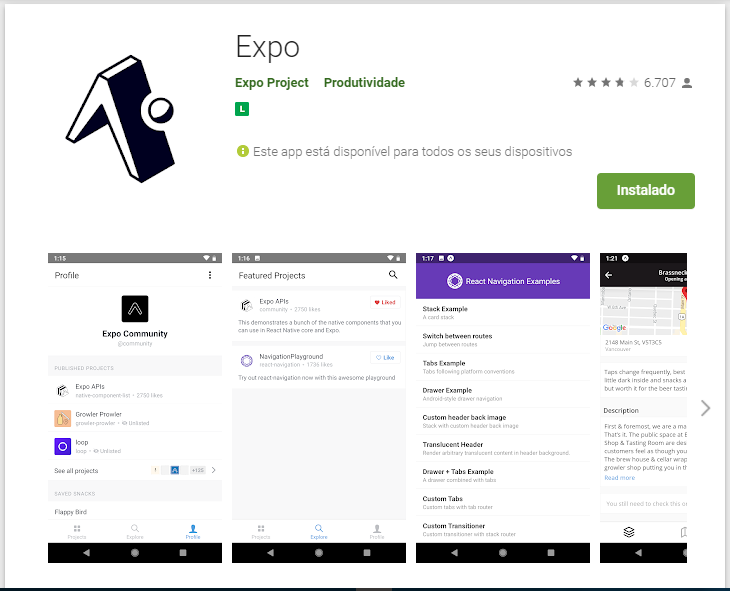 Expo
Expo Project Produtividade
6.707
L
Este app está disponível para todos os seus dispositivos
Instalado
1:15
Profile
Expo Community
@community
PUBLISHED PROJECTS
Expo APIs
native-component-list • 2750 likes
Growler Prowler
growler-prowler • Unlisted
loop
loop • Unlisted
See all projects
+125
SAVED SNACKS
Flappy Bird
Projects Explore Profile
1:16
Featured Projects
Expo APIs
community • 2750 likes
Liked
This demonstrates a bunch of the native components that you
can use in React Native core and Expo.
NavigationPlayground
react-navigation • 1736 likes
Like
Try out react-navigation now with this awesome playground
Projects Explore Profile
1:17
React Navigation Examples
Stack Example
A card stack
Switch between routes
Jump between routes
Tabs Example
Tabs following platform conventions
Drawer Example
Android-style drawer navigation
Custom header back image
Stack with custom header back image
Translucent Header
Render arbitrary translucent content in header background.
Drawer + Tabs Example
A drawer combined with tabs
Custom Tabs
Custom tabs with tab router
Custom Transitioner
Custom transitioner with stack router
1:21
Brassneck
Opening a
Google
2148 Main St, V5T3C5
Vancouver
Taps change frequently, best
little dark inside and snacks a
but worth it for the beer tastin
Description
First & foremost, we are a ma
That's it. The public space at B
Shop & Tasting Room are des
customers feel as though you
The brew house & cellar wrap
growler shop putting you in th
Read more
You still need to check this o